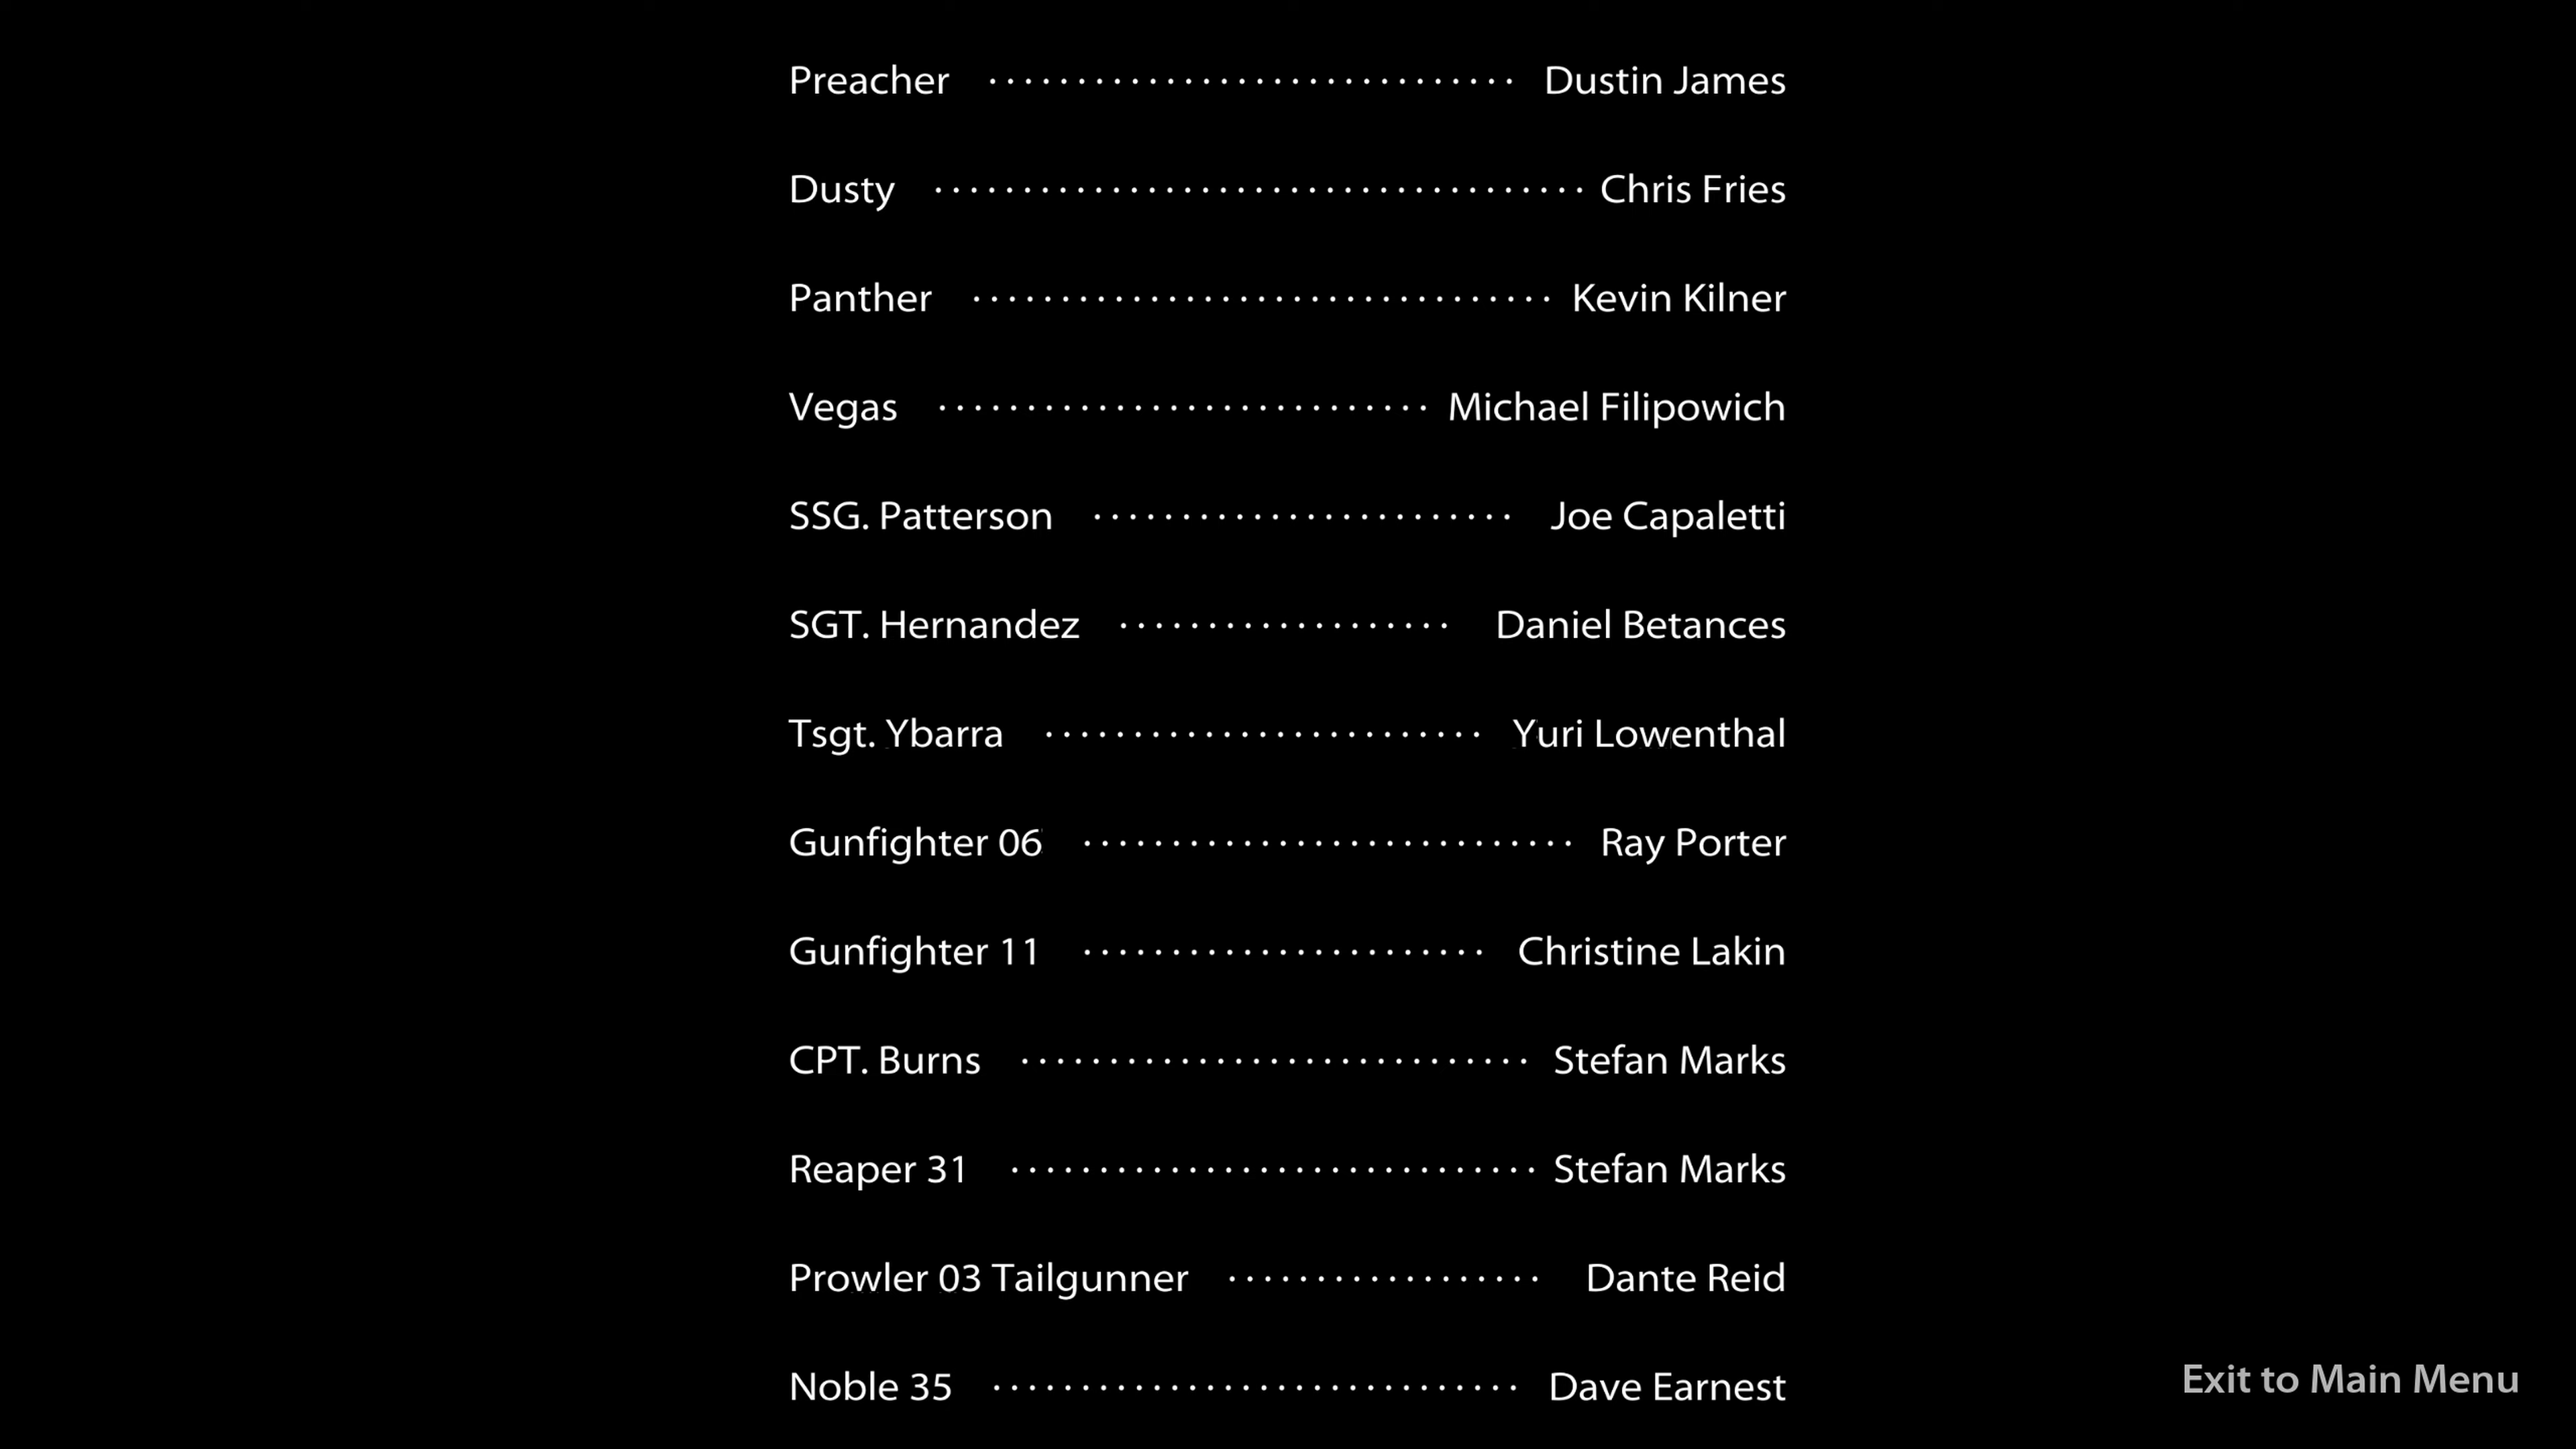 Preacher ······························ Dustin James
Dusty ····································· Chris Fries
Panther ································· Kevin Kilner
Vegas ···························· Michael Filipowich
SSG. Patterson ························ Joe Capaletti
SGT. Hernandez ··················· Daniel Betances
Tsgt. Ybarra ························· Yuri Lowenthal
Gunfighter 06 ···························· Ray Porter
Gunfighter 11 ······················· Christine Lakin
CPT. Burns ····························· Stefan Marks
Reaper 31 ······························ Stefan Marks
Prowler 03 Tailgunner ·················· Dante Reid
Noble 35 ······························ Dave Earnest
Exit to Main Menu